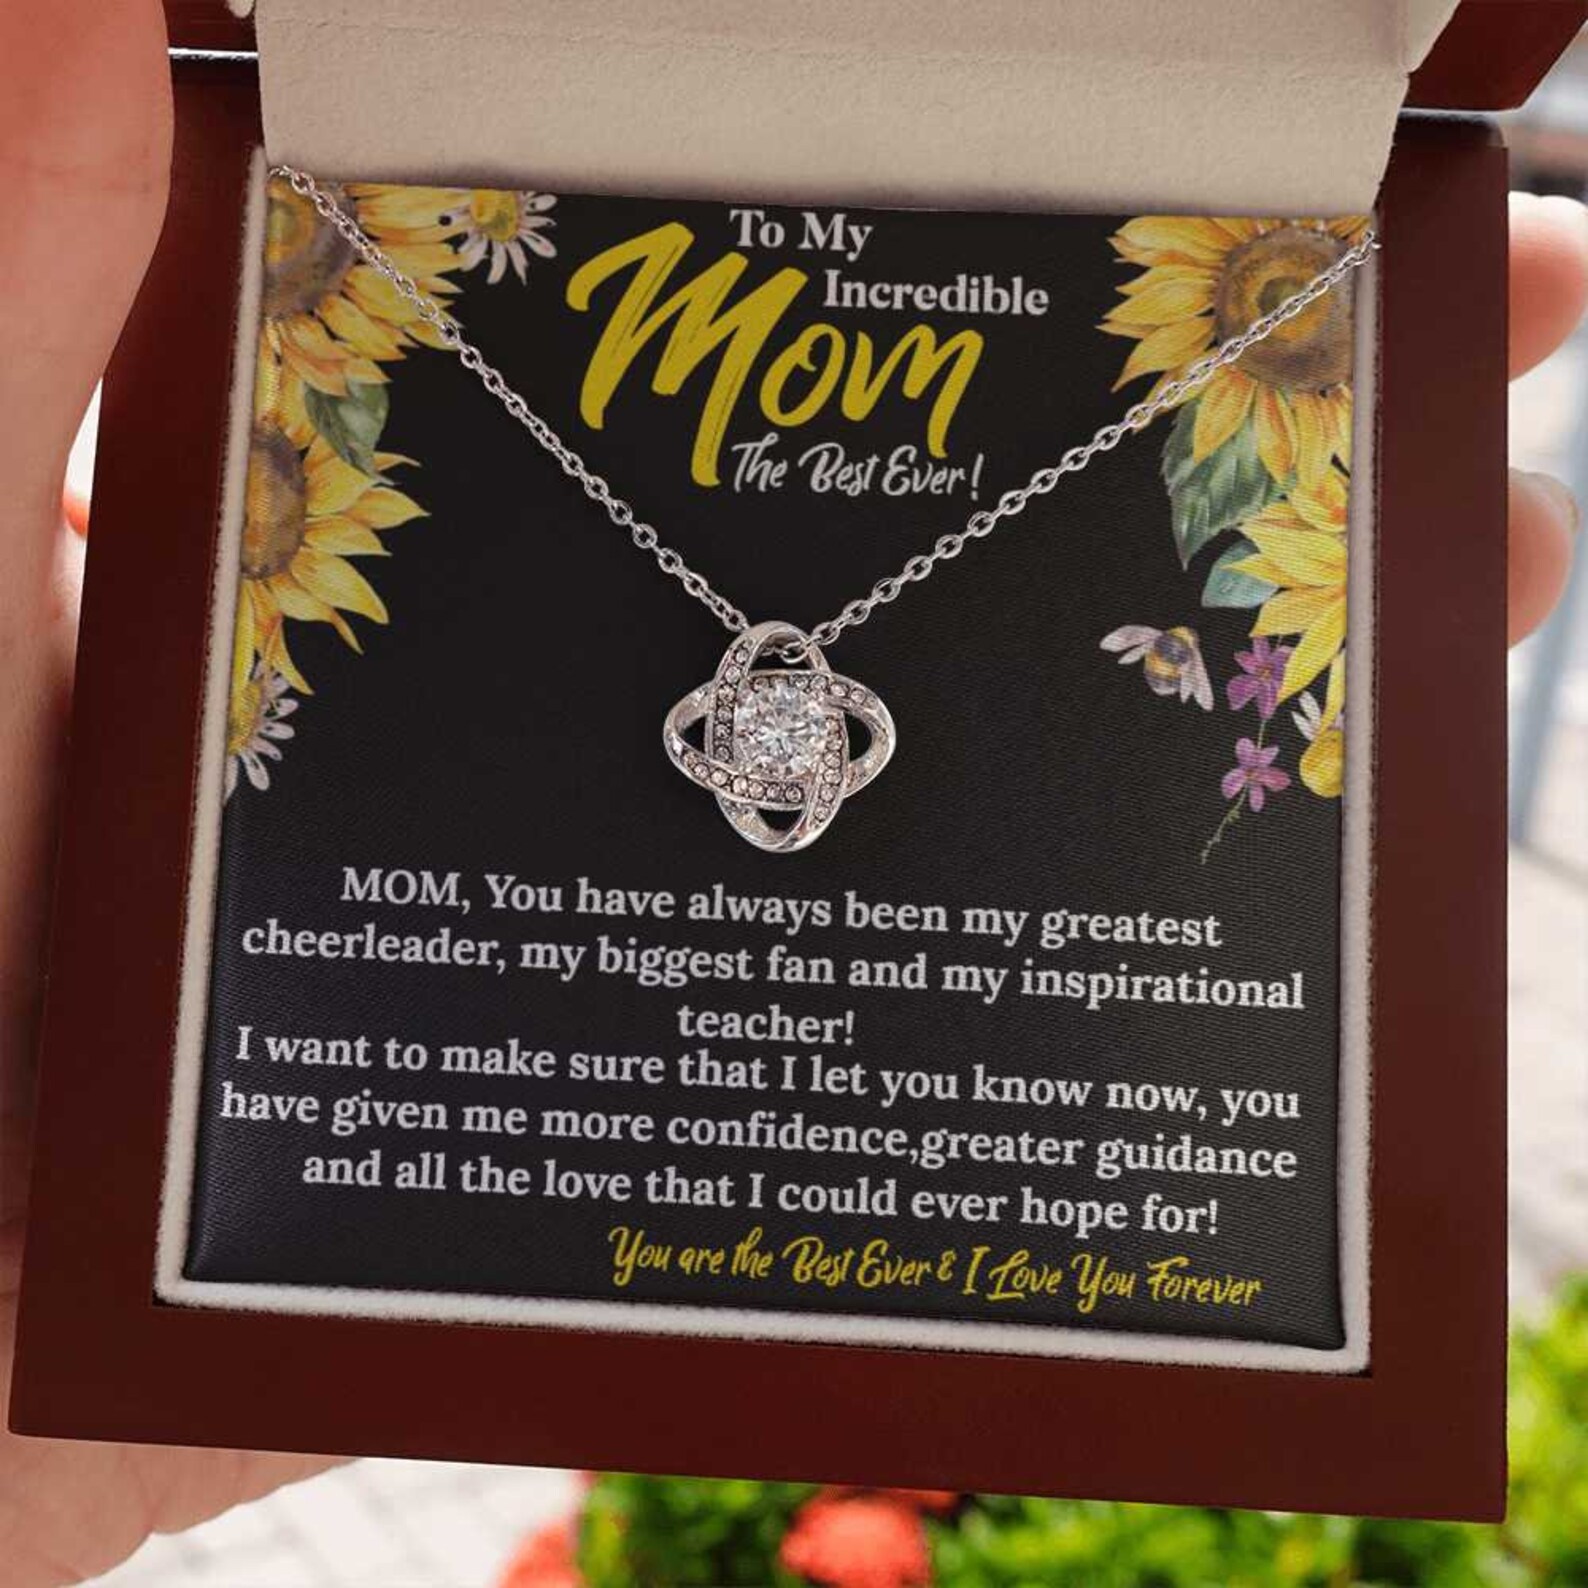 To My
Incredible
Mom
The Best Ever!
MOM, You have always been my greatest
cheerleader, my biggest fan and my inspirational
teacher!
I want to make sure that I let you know now, you
have given me more confidence,greater guidance
and all the love that I could ever hope for!
You are the Best Ever & I Love You Forever